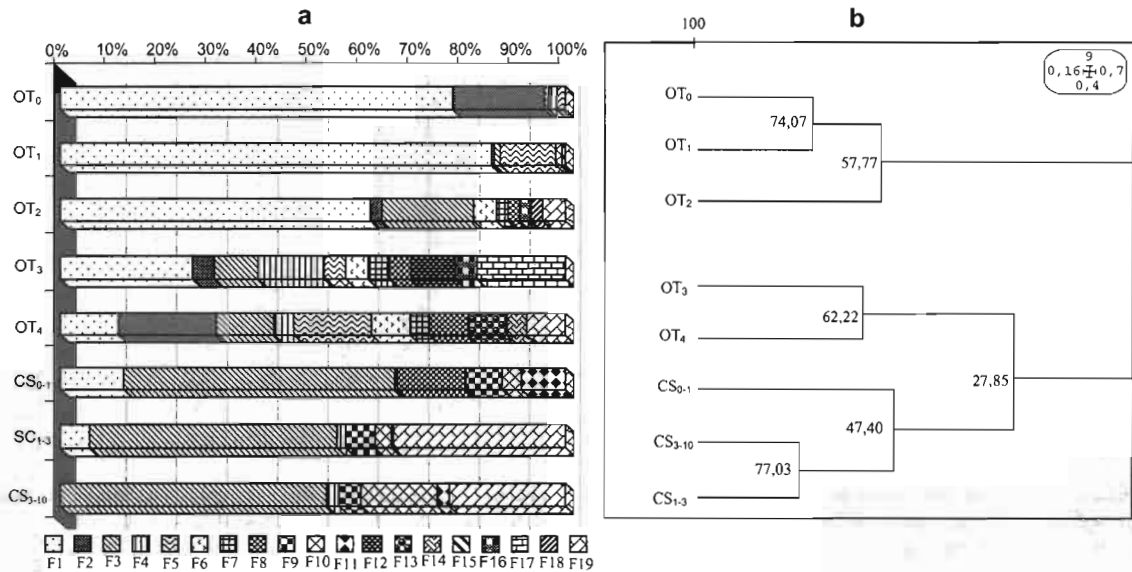 a
0% 10% 20% 30% 40% 50% 60% 70% 80% 90% 100%
OT0
OT1
OT2
OT3
OT4
CS0-1
SC1-3
CS3-10
F1 F2 F3 F4 F5 F6 F7 F8 F9 F10 F11 F12 F13 F14 F15 F16 F17 F18 F19
b
100
9
0,16 0,7
0,4
OT0
74,07
OT1
57,77
OT2
OT3
62,22
OT4
27,85
CS0-1
47,40
CS3-10
77,03
CS1-3